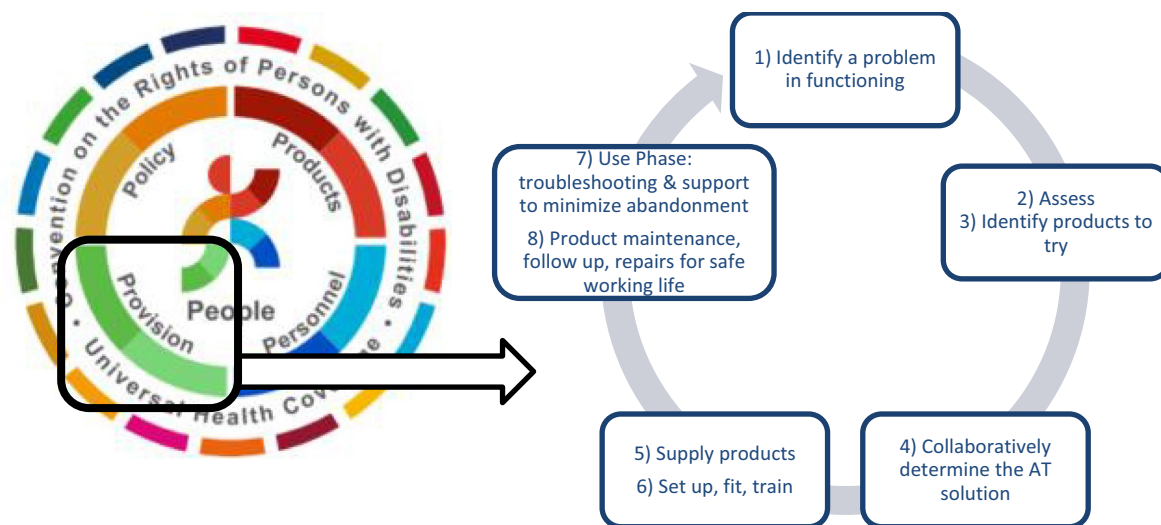 Convention on the Rights of Persons with Disabilities •
Universal Health Coverage •
Policy
Products
Provision
People
Personnel
1) Identify a problem
in functioning
2) Assess
3) Identify products to
try
4) Collaboratively
determine the AT
solution
5) Supply products
6) Set up, fit, train
7) Use Phase:
troubleshooting & support
to minimize abandonment
8) Product maintenance,
follow up, repairs for safe
working life